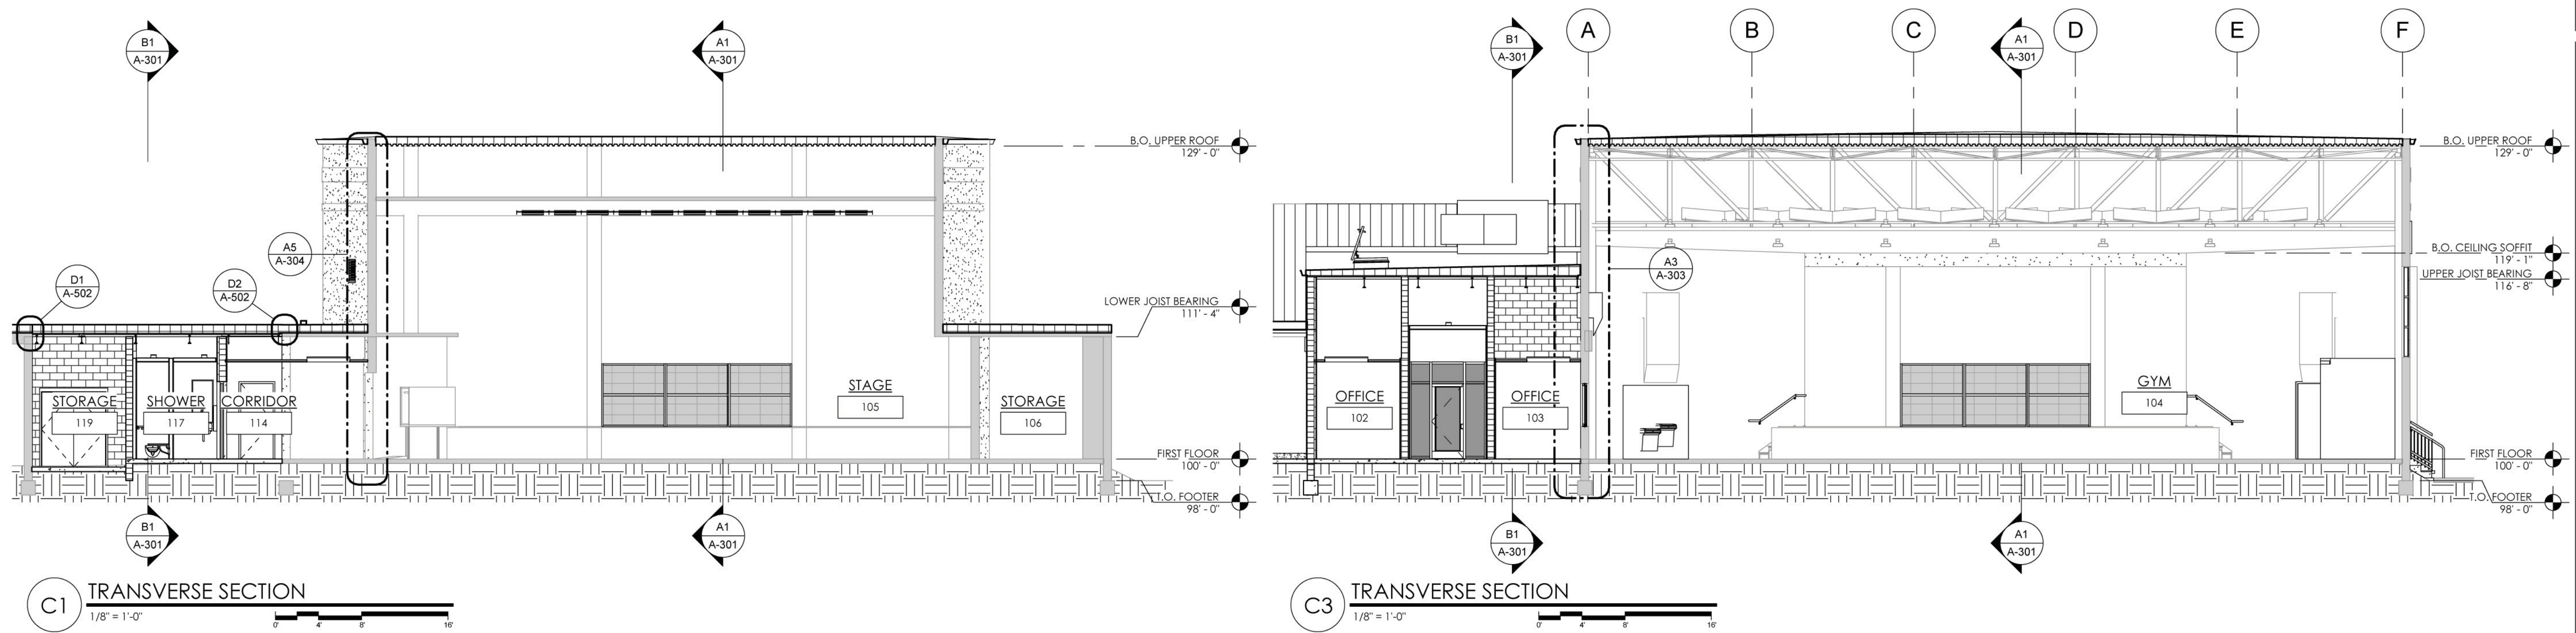 B1
A-301
A1
A-301
B.O. UPPER ROOF
129' - 0"
A5
A-304
D1
A-502
D2
A-502
LOWER JOIST BEARING
111' - 4"
STORAGE
119
SHOWER
117
CORRIDOR
114
STAGE
105
STORAGE
106
FIRST FLOOR
100' - 0"
T.O. FOOTER
98' - 0"
B1
A-301
A1
A-301
C1
TRANSVERSE SECTION
1/8" = 1'-0"
0'
4'
8'
16'
B1
A-301
A
B
C
A1
A-301
D
E
F
B.O. UPPER ROOF
129' - 0"
B.O. CEILING SOFFIT
119' - 1"
A3
A-303
UPPER JOIST BEARING
116' - 8"
OFFICE
102
OFFICE
103
GYM
104
FIRST FLOOR
100' - 0"
T.O. FOOTER
98' - 0"
B1
A-301
A1
A-301
C3
TRANSVERSE SECTION
1/8" = 1'-0"
0'
4'
8'
16'